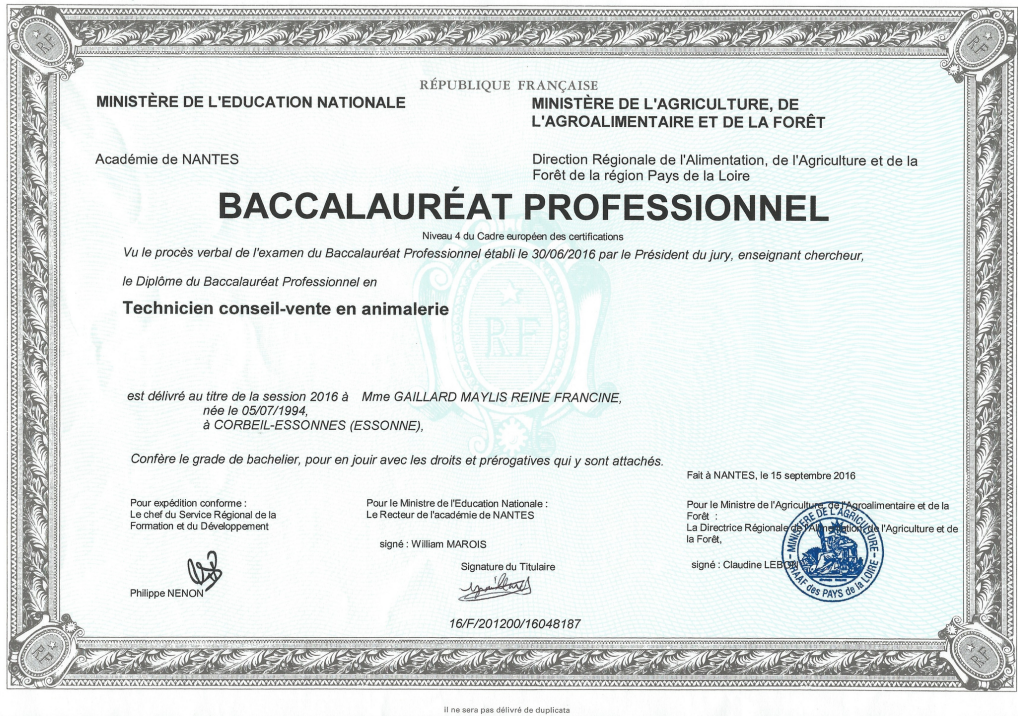 RÉPUBLIQUE FRANÇAISE
MINISTÈRE DE L'EDUCATION NATIONALE
MINISTÈRE DE L'AGRICULTURE, DE
L'AGROALIMENTAIRE ET DE LA FORÊT
Académie de NANTES
Direction Régionale de l'Alimentation, de l'Agriculture et de la
Forêt de la région Pays de la Loire
BACCALAURÉAT PROFESSIONNEL
Niveau 4 du Cadre européen des certifications
Vu le procès verbal de l'examen du Baccalauréat Professionnel établi le 30/06/2016 par le Président du jury, enseignant chercheur,
le Diplôme du Baccalauréat Professionnel en
Technicien conseil-vente en animalerie
RF
est délivré au titre de la session 2016 à Mme GAILLARD MAYLIS REINE FRANCINE,
née le 05/07/1994,
à CORBEIL-ESSONNES (ESSONNE),
Confère le grade de bachelier, pour en jouir avec les droits et prérogatives qui y sont attachés.
Fait à NANTES, le 15 septembre 2016
Pour expédition conforme :
Le chef du Service Régional de la
Formation et du Développement
Philippe NENON
Pour le Ministre de l'Education Nationale :
Le Recteur de l'académie de NANTES
signé : William MAROIS
Signature du Titulaire
Pour le Ministre de l'Agriculture, de l'Agroalimentaire et de la
Forêt :
La Directrice Régionale de l'Alimentation, de l'Agriculture et de
la Forêt,
signé : Claudine LEBON
MINISTÈRE DE L'AGRICULTURE
DRAAF des PAYS de la LOIRE
16/F/201200/16048187
RF
RF
RF
RF
il ne sera pas délivré de duplicata